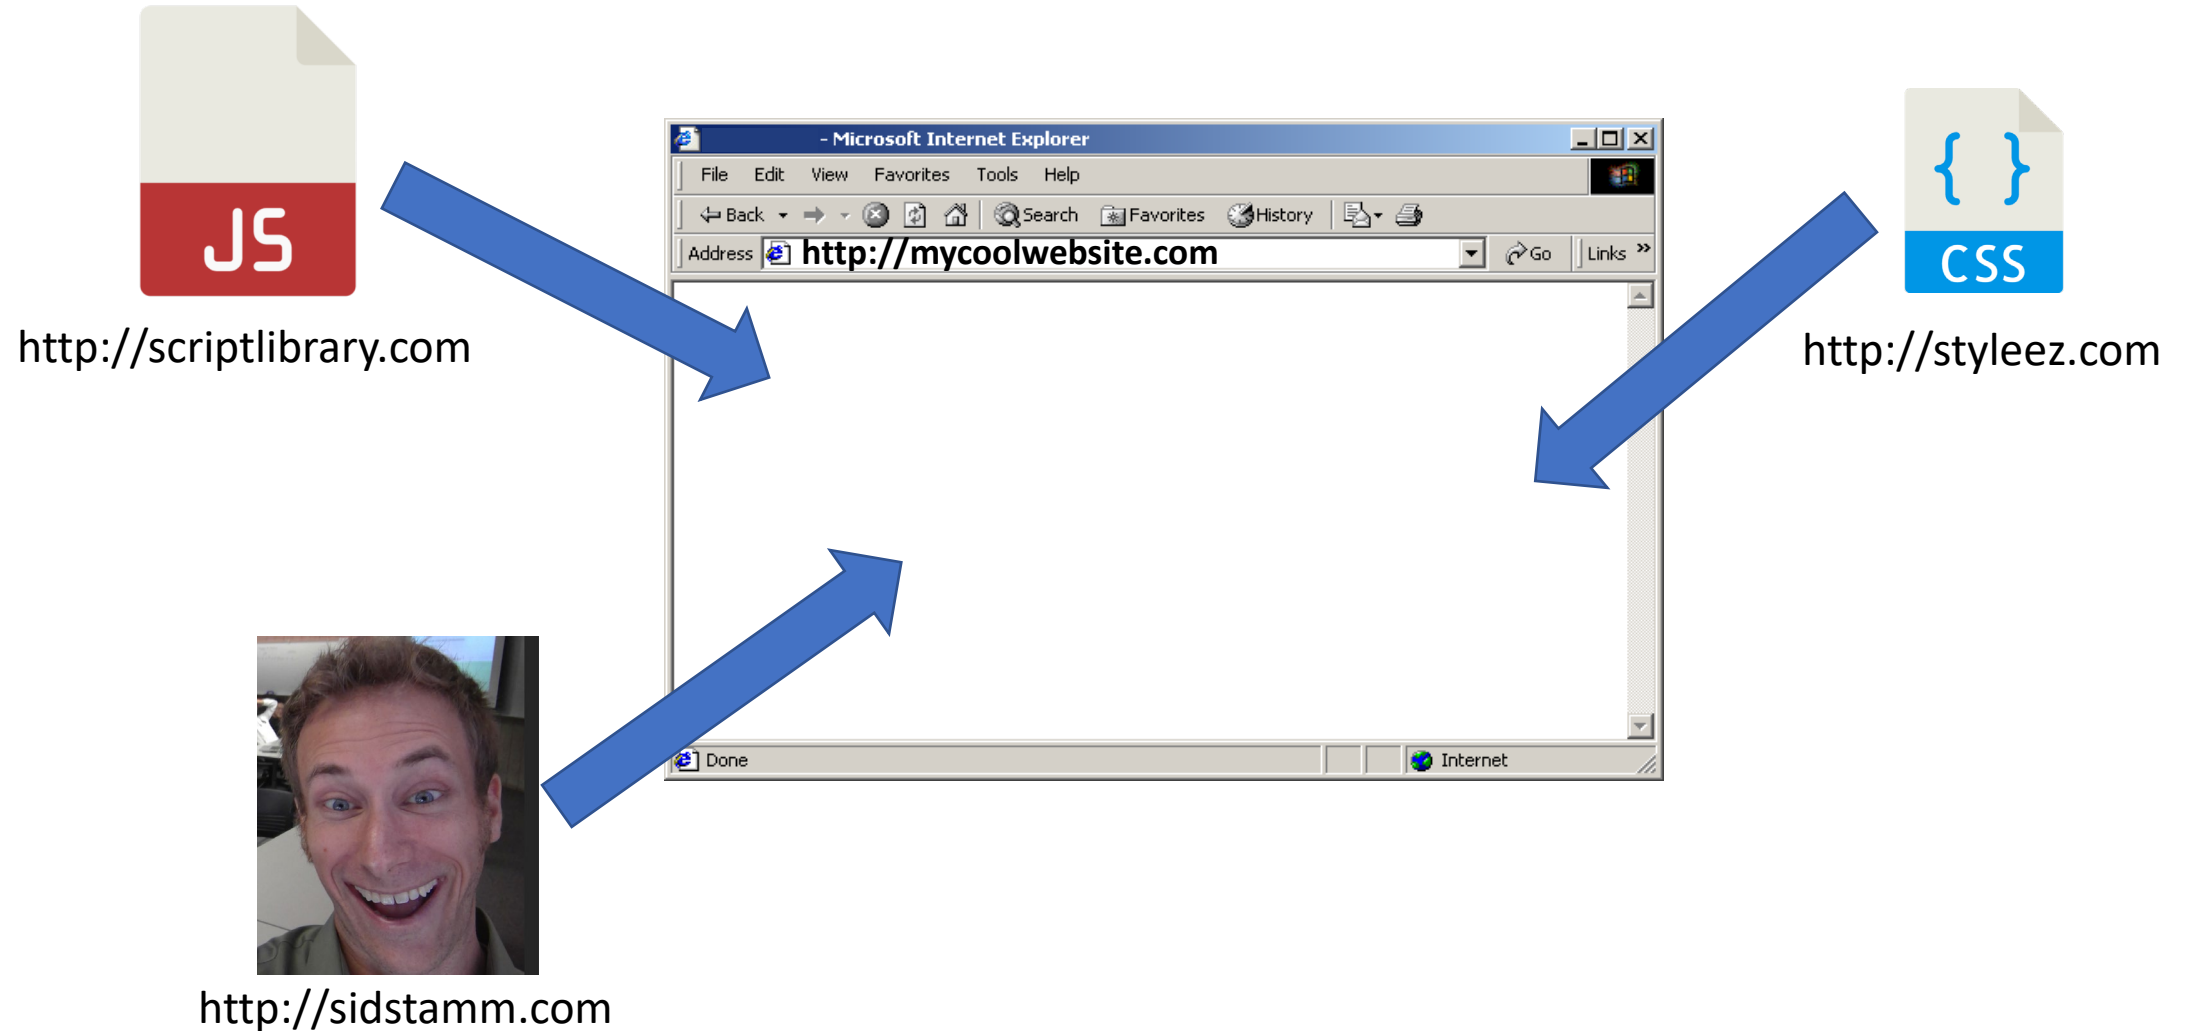 JS
http://scriptlibrary.com
- Microsoft Internet Explorer
File Edit View Favorites Tools Help
Back Search Favorites History
Address http://mycoolwebsite.com Go Links »
Done Internet
{ }
CSS
http://styleez.com
http://sidstamm.com